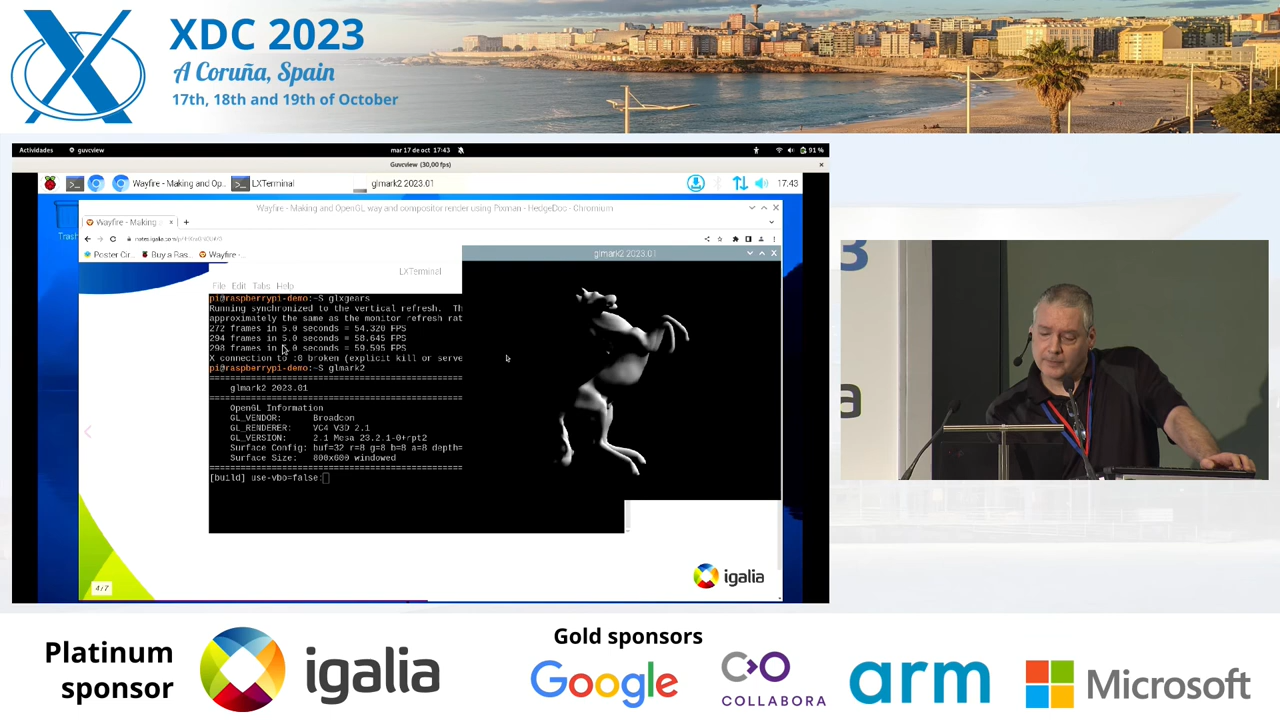 XDC 2023
A Coruña, Spain
17th, 18th and 19th of October
Actividades
guvcview
mar 17 de oct 17:43
91 %
Guvcview (30,00 fps)
Wayfire - Making and Op..
LXTerminal
glmark2 2023.01
17:43
Trash
Wayfire - Making and OpenGL way and compositor render using Pixman - HedgeDoc - Chromium
Wayfire - Making
Poster Cir..
Buy a Ras..
Wayfire -..
glmark2 2023.01
LXTerminal
File Edit Tabs Help
pi@raspberrypi-demo:~$ glxgears
Running synchronized to the vertical refresh. Th
approximately the same as the monitor refresh rat
272 frames in 5.0 seconds = 54.320 FPS
294 frames in 5.0 seconds = 58.645 FPS
298 frames in 5.0 seconds = 59.595 FPS
X connection to :0 broken (explicit kill or serve
pi@raspberrypi-demo:~$ glmark2
=======================================================
glmark2 2023.01
=======================================================
OpenGL Information
GL_VENDOR: Broadcom
GL_RENDERER: VC4 V3D 2.1
GL_VERSION: 2.1 Mesa 23.2.1-0+rpt2
Surface Config: buf=32 r=8 g=8 b=8 a=8 depth=
Surface Size: 800x600 windowed
=======================================================
[build] use-vbo=false:
igalia
4/7
3
a
Platinum
sponsor
igalia
Gold sponsors
Google
COLLABORA
arm
Microsoft